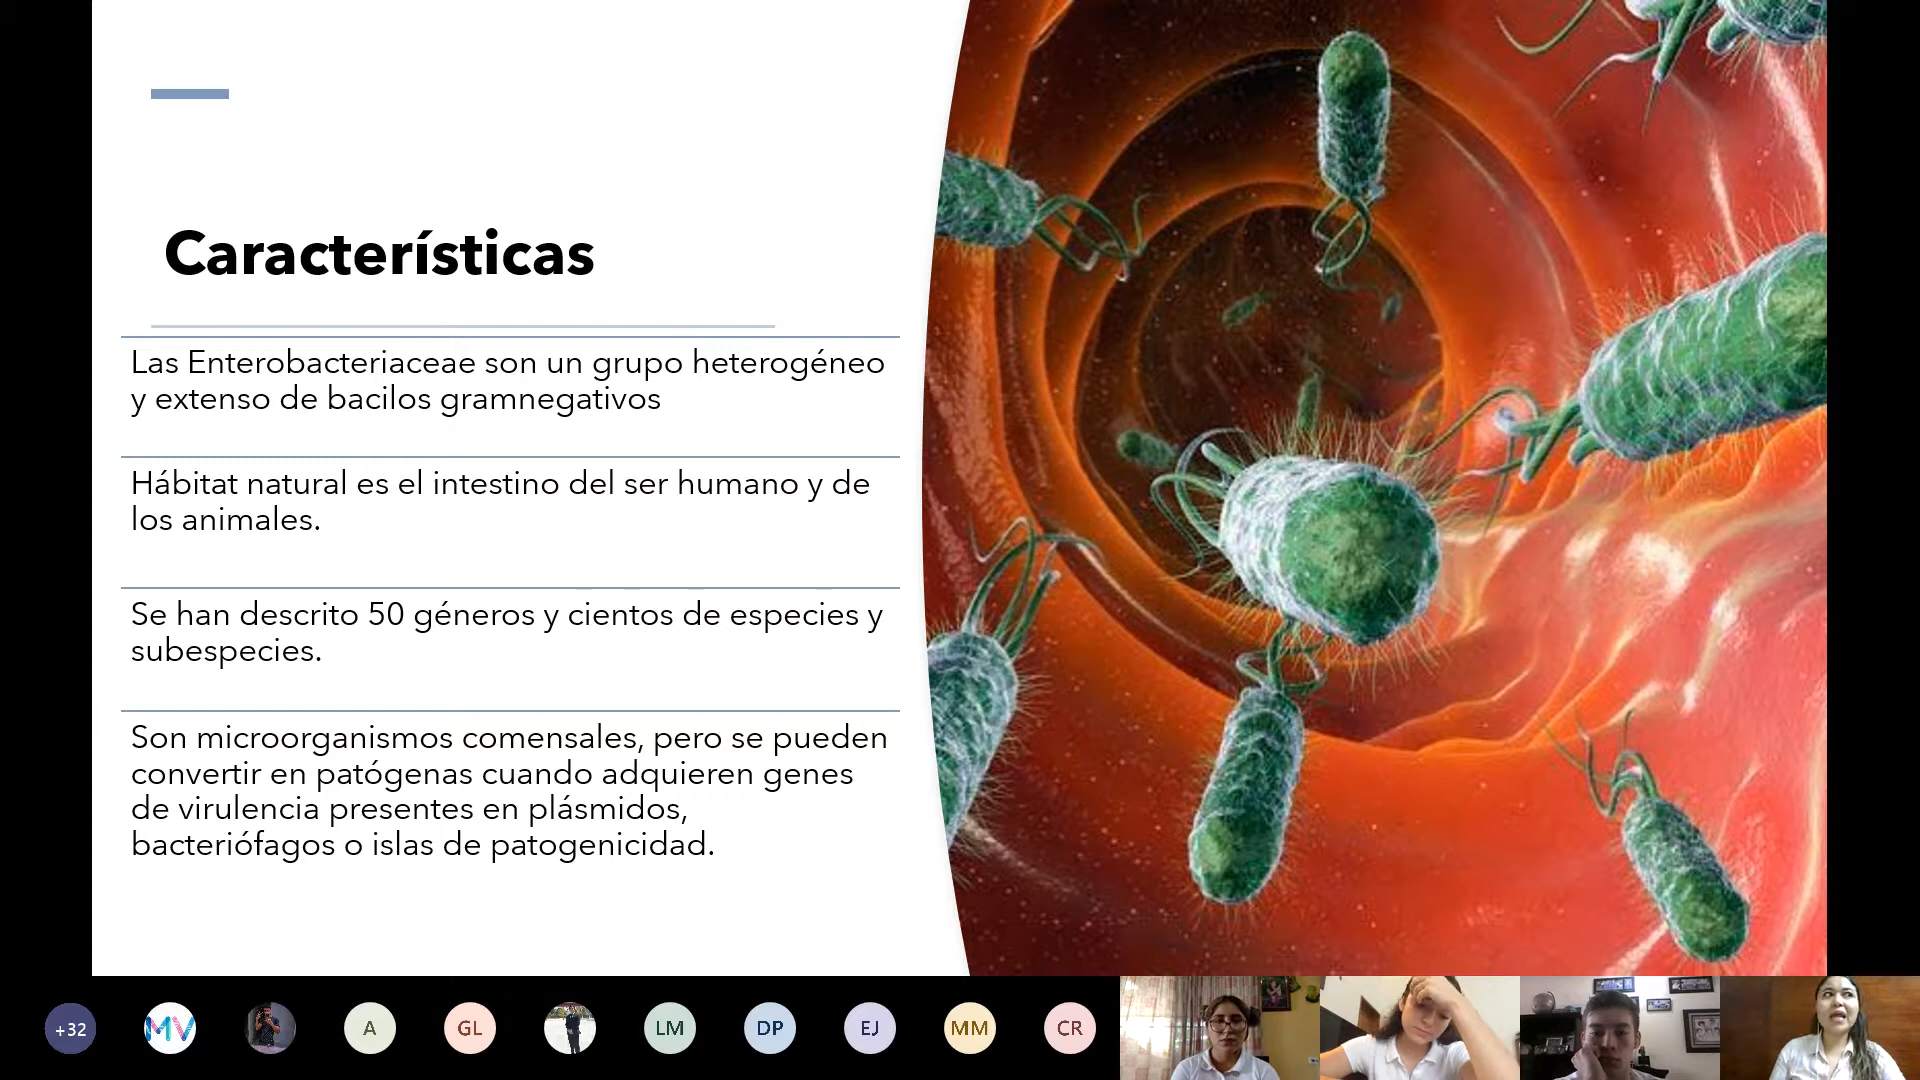 Características
Las Enterobacteriaceae son un grupo heterogéneo
y extenso de bacilos gramnegativos
Hábitat natural es el intestino del ser humano y de
los animales.
Se han descrito 50 géneros y cientos de especies y
subespecies.
Son microorganismos comensales, pero se pueden
convertir en patógenas cuando adquieren genes
de virulencia presentes en plásmidos,
bacteriófagos o islas de patogenicidad.
+32 MV A GL LM DP EJ MM CR